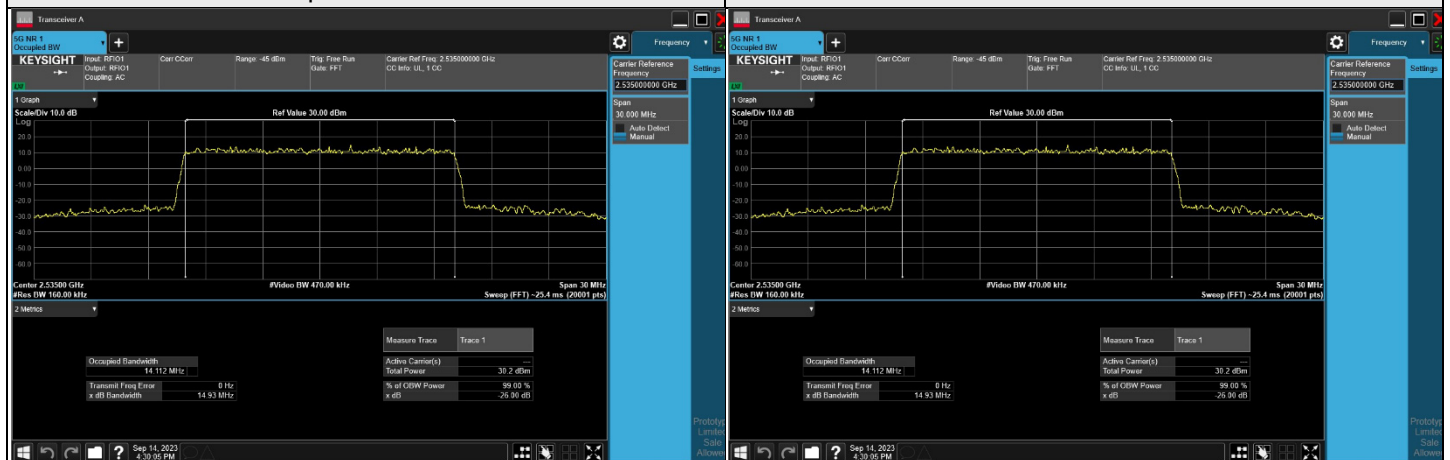 Transceiver A
5G NR 1
Occupied BW
Frequency
KEYSIGHT
Input: RFIO1
Output: RFIO1
Coupling: AC
Corr CCorr
Range: -45 dBm
Trig: Free Run
Gate: FFT
Carrier Ref Freq: 2.535000000 GHz
CC Info: UL, 1 CC
LW
Carrier Reference
Frequency
2.535000000 GHz
Settings
Span
30.000 MHz
Auto Detect
Manual
1 Graph
Scale/Div 10.0 dB
Ref Value 30.00 dBm
Log
20.0
10.0
0.00
-10.0
-20.0
-30.0
-40.0
-50.0
-60.0
Center 2.53500 GHz
#Video BW 470.00 kHz
Span 30 MHz
#Res BW 160.00 kHz
Sweep (FFT) ~25.4 ms (20001 pts)
2 Metrics
Measure Trace Trace 1
Occupied Bandwidth
14.112 MHz
Active Carrier(s) ---
Total Power 30.2 dBm
Transmit Freq Error 0 Hz
x dB Bandwidth 14.93 MHz
% of OBW Power 99.00 %
x dB -26.00 dB
Limited
Sale
Sep 14, 2023
4:30:05 PM
Transceiver A
5G NR 1
Occupied BW
Frequency
KEYSIGHT
Input: RFIO1
Output: RFIO1
Coupling: AC
Corr CCorr
Range: -45 dBm
Trig: Free Run
Gate: FFT
Carrier Ref Freq: 2.535000000 GHz
CC Info: UL, 1 CC
LW
Carrier Reference
Frequency
2.535000000 GHz
Settings
Span
30.000 MHz
Auto Detect
Manual
1 Graph
Scale/Div 10.0 dB
Ref Value 30.00 dBm
Log
20.0
10.0
0.00
-10.0
-20.0
-30.0
-40.0
-50.0
-60.0
Center 2.53500 GHz
#Video BW 470.00 kHz
Span 30 MHz
#Res BW 160.00 kHz
Sweep (FFT) ~25.4 ms (20001 pts)
2 Metrics
Measure Trace Trace 1
Occupied Bandwidth
14.112 MHz
Active Carrier(s) ---
Total Power 30.2 dBm
Transmit Freq Error 0 Hz
x dB Bandwidth 14.93 MHz
% of OBW Power 99.00 %
x dB -26.00 dB
Limited
Sale
Sep 14, 2023
4:30:05 PM